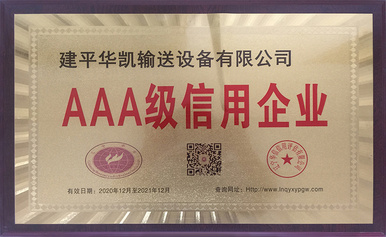 建平华凯输送设备有限公司
AAA级信用企业
有效日期：2020年12月至2021年12月
查询网址：Http://www.lnqyxypgw.com